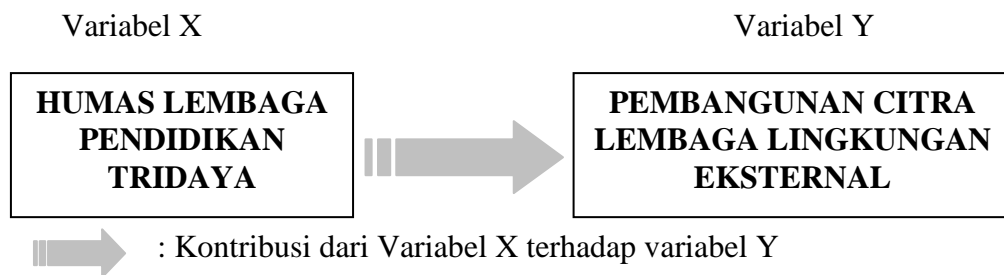 Variabel X
Variabel Y
HUMAS LEMBAGA
PENDIDIKAN
TRIDAYA
PEMBANGUNAN CITRA
LEMBAGA LINGKUNGAN
EKSTERNAL
: Kontribusi dari Variabel X terhadap variabel Y